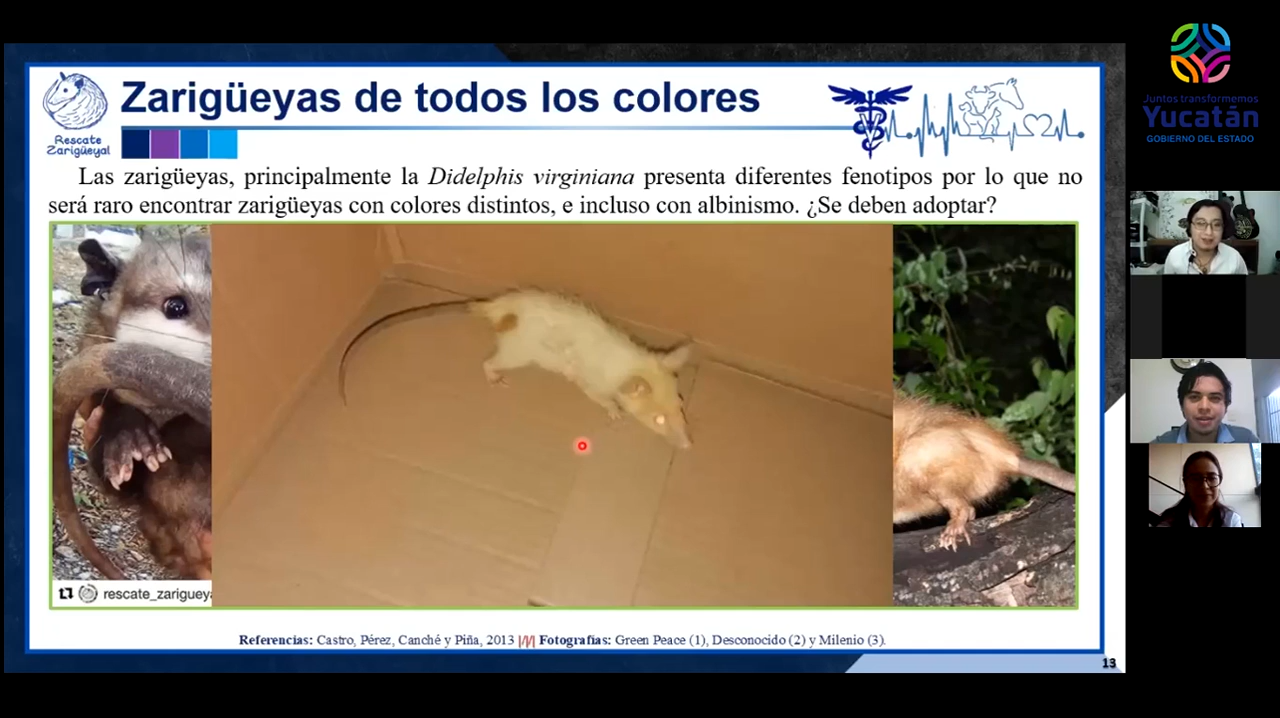 Zarigüeyas de todos los colores
Rescate
Zarigüeyal
Las zarigüeyas, principalmente la Didelphis virginiana presenta diferentes fenotipos por lo que no
será raro encontrar zarigüeyas con colores distintos, e incluso con albinismo. ¿Se deben adoptar?
rescate_zariguey
Referencias: Castro, Pérez, Canché y Piña, 2013 |/\/| Fotografías: Green Peace (1), Desconocido (2) y Milenio (3).
13
Juntos transformemos
Yucatán
GOBIERNO DEL ESTADO